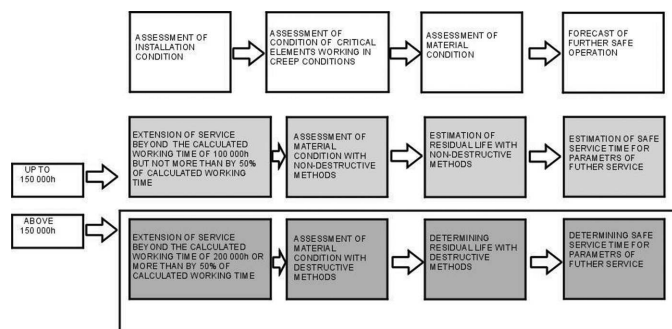 ASSESSMENT OF
INSTALLATION
CONDITION
ASSESSMENT OF
CONDITION OF CRITICAL
ELEMENTS WORKING IN
CREEP CONDITIONS
ASSESSMENT OF
MATERIAL
CONDITION
FORECAST OF
FURTHER SAFE
OPERATION
UP TO
150 000h
EXTENSION OF SERVICE
BEYOND THE CALCULATED
WORKING TIME OF 100 000h
BUT NOT MORE THAN BY 50%
OF CALCULATED WORKING
TIME
ASSESSMENT OF
MATERIAL
CONDITION WITH
NON-DESTRUCTIVE
METHODS
ESTIMATION OF
RESIDUAL LIFE WITH
NON-DESTRUCTIVE
METHODS
ESTIMATION OF SAFE
SERVICE TIME FOR
PARAMETRS OF
FUTHER SERVICE
ABOVE
150 000h
EXTENSION OF SERVICE
BEYOND THE CALCULATED
WORKING TIME OF 200 000h OR
MORE THAN BY 50% OF
CALCULATED WORKING TIME
ASSESSMENT OF
MATERIAL
CONDITION WITH
DESTRUCTIVE
METHODS
DETERMINING
RESIDUAL LIFE WITH
DESTRUCTIVE
METHODS
DETERMINING SAFE
SERVICE TIME FOR
PARAMETRS OF
FUTHER SERVICE